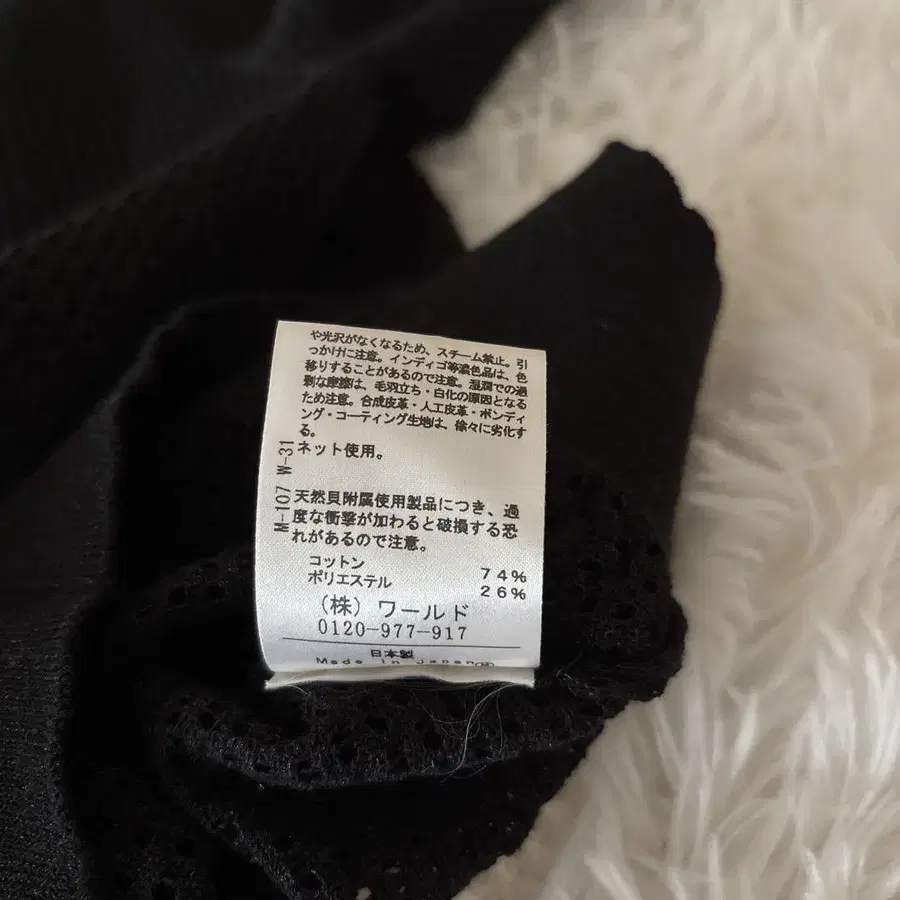 や光沢がなくなるため、スチーム禁止。引
っかけに注意。インディゴ等濃色品は、色
移りすることがあるので注意。湿潤での過
剰な摩擦は、毛羽立ち・白化の原因となる
ため注意。合成皮革・人工皮革・ボンディ
ング・コーティング生地は、徐々に劣化す
る。
ネット使用。
M-107 W-31
天然貝附属使用製品につき、過
度な衝撃が加わると破損する恐
れがあるので注意。
コットン 74%
ポリエステル 26%
(株) ワールド
0120-977-917
日本製
Made in Japan